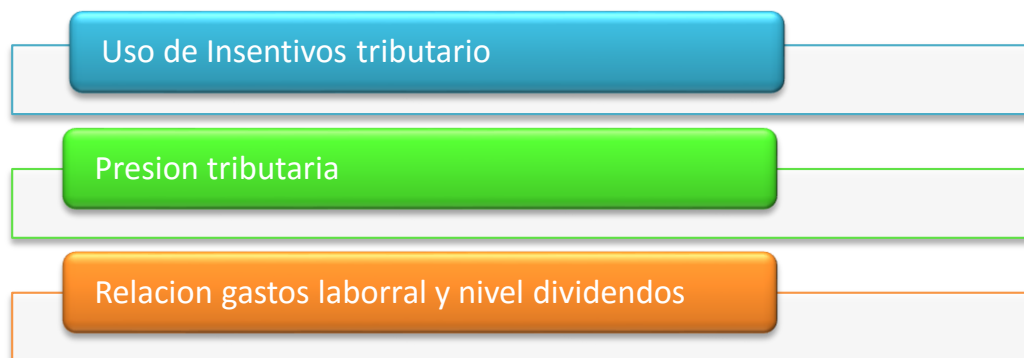 Uso de Insentivos tributario
Presion tributaria
Relacion gastos laborral y nivel dividendos